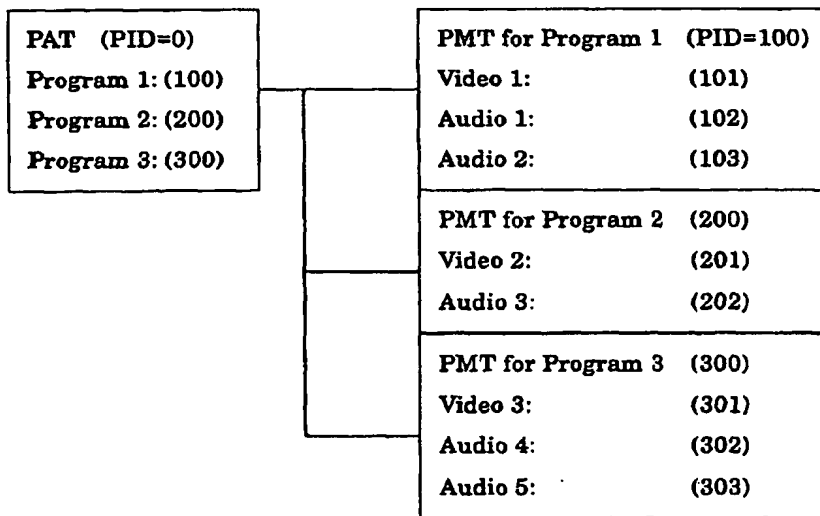 PAT (PID=0)
Program 1: (100)
Program 2: (200)
Program 3: (300)
PMT for Program 1 (PID=100)
Video 1: (101)
Audio 1: (102)
Audio 2: (103)
PMT for Program 2 (200)
Video 2: (201)
Audio 3: (202)
PMT for Program 3 (300)
Video 3: (301)
Audio 4: (302)
Audio 5: (303)